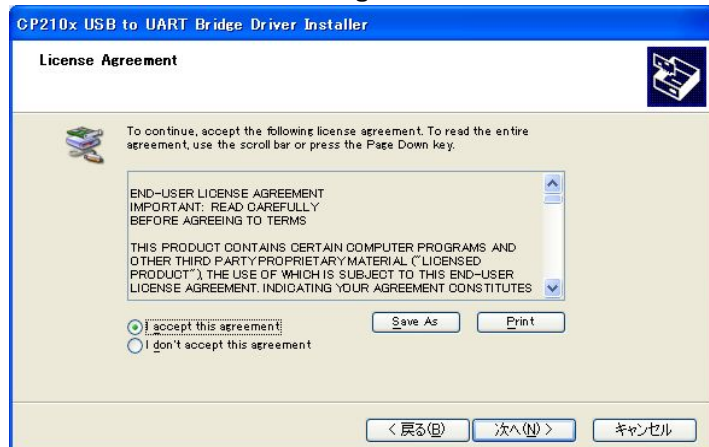 CP210x USB to UART Bridge Driver Installer
License Agreement
To continue, accept the following license agreement. To read the entire
agreement, use the scroll bar or press the Page Down key.
END-USER LICENSE AGREEMENT
IMPORTANT: READ CAREFULLY
BEFORE AGREEING TO TERMS
THIS PRODUCT CONTAINS CERTAIN COMPUTER PROGRAMS AND
OTHER THIRD PARTY PROPRIETARY MATERIAL ("LICENSED
PRODUCT"), THE USE OF WHICH IS SUBJECT TO THIS END-USER
LICENSE AGREEMENT. INDICATING YOUR AGREEMENT CONSTITUTES
I accept this agreement
Save As
Print
I don't accept this agreement
< 戻る(B)
次へ(N) >
キャンセル